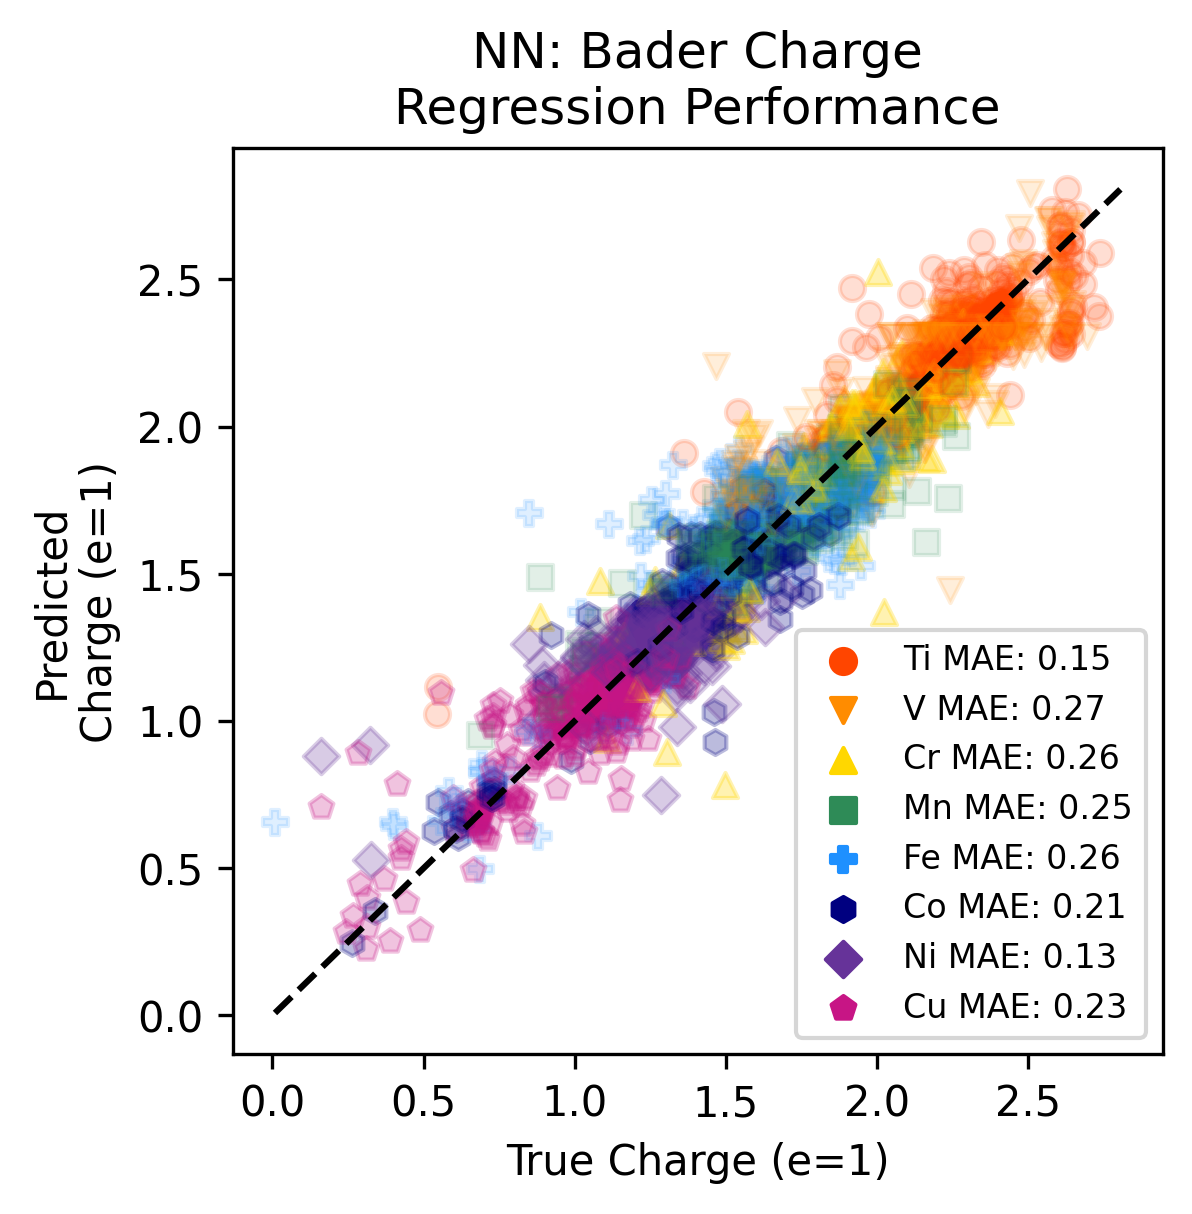 NN: Bader Charge
Regression Performance
Predicted
Charge (e=1)
2.5
2.0
1.5
1.0
0.5
0.0
Ti MAE: 0.15
V MAE: 0.27
Cr MAE: 0.26
Mn MAE: 0.25
Fe MAE: 0.26
Co MAE: 0.21
Ni MAE: 0.13
Cu MAE: 0.23
0.0 0.5 1.0 1.5 2.0 2.5
True Charge (e=1)